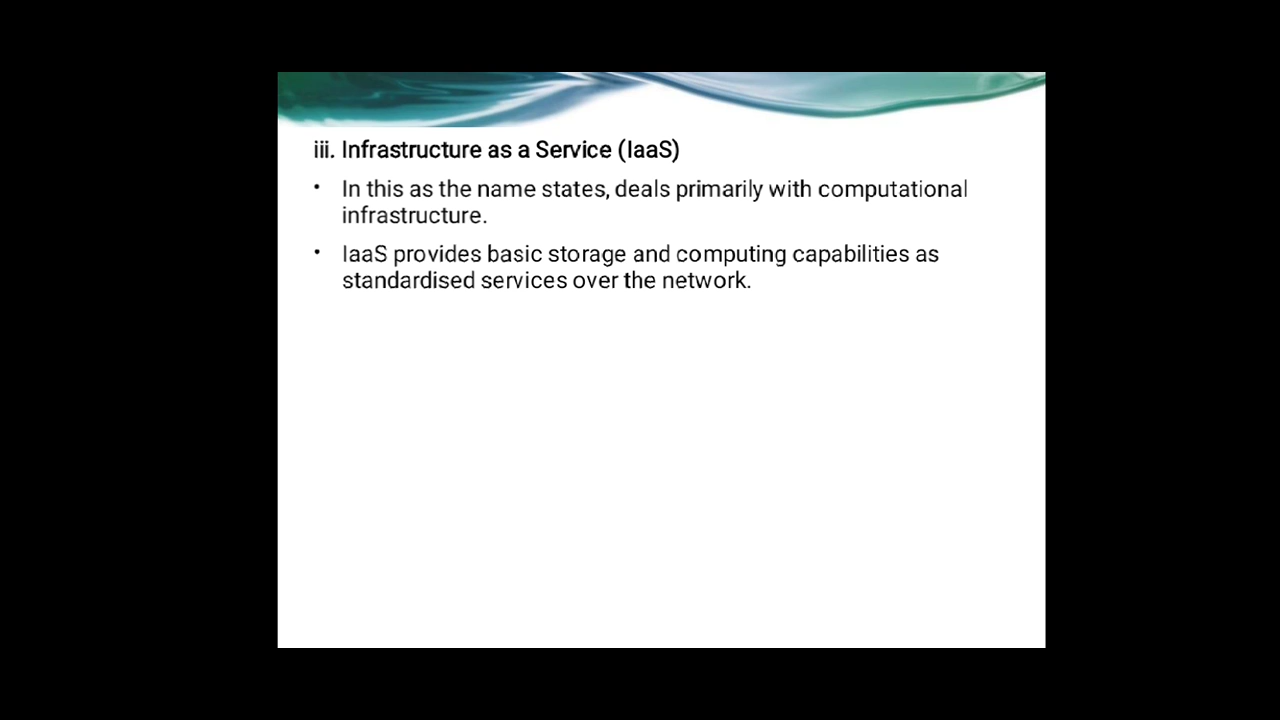 iii. Infrastructure as a Service (IaaS)
• In this as the name states, deals primarily with computational
infrastructure.
• IaaS provides basic storage and computing capabilities as
standardised services over the network.